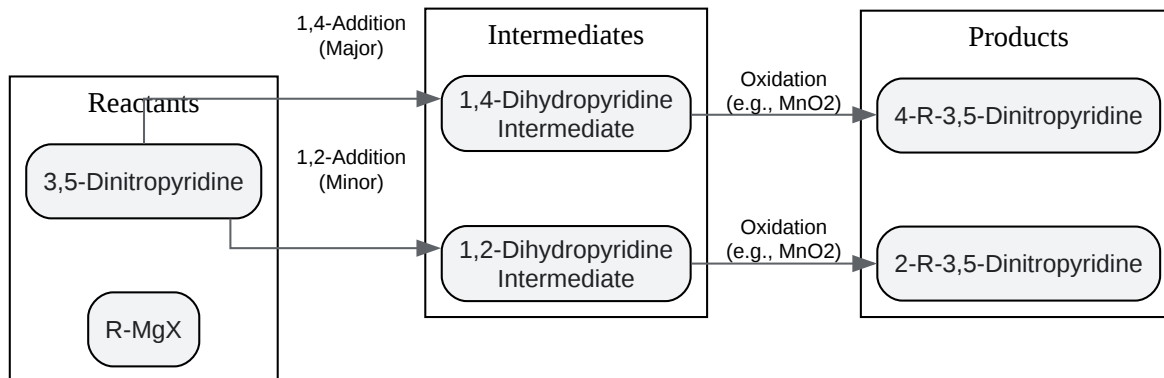 1,4-Addition
(Major)
Intermediates
Products
Reactants
1,4-Dihydropyridine
Intermediate
Oxidation
(e.g., MnO2)
4-R-3,5-Dinitropyridine
3,5-Dinitropyridine
1,2-Addition
(Minor)
1,2-Dihydropyridine
Intermediate
Oxidation
(e.g., MnO2)
2-R-3,5-Dinitropyridine
R-MgX